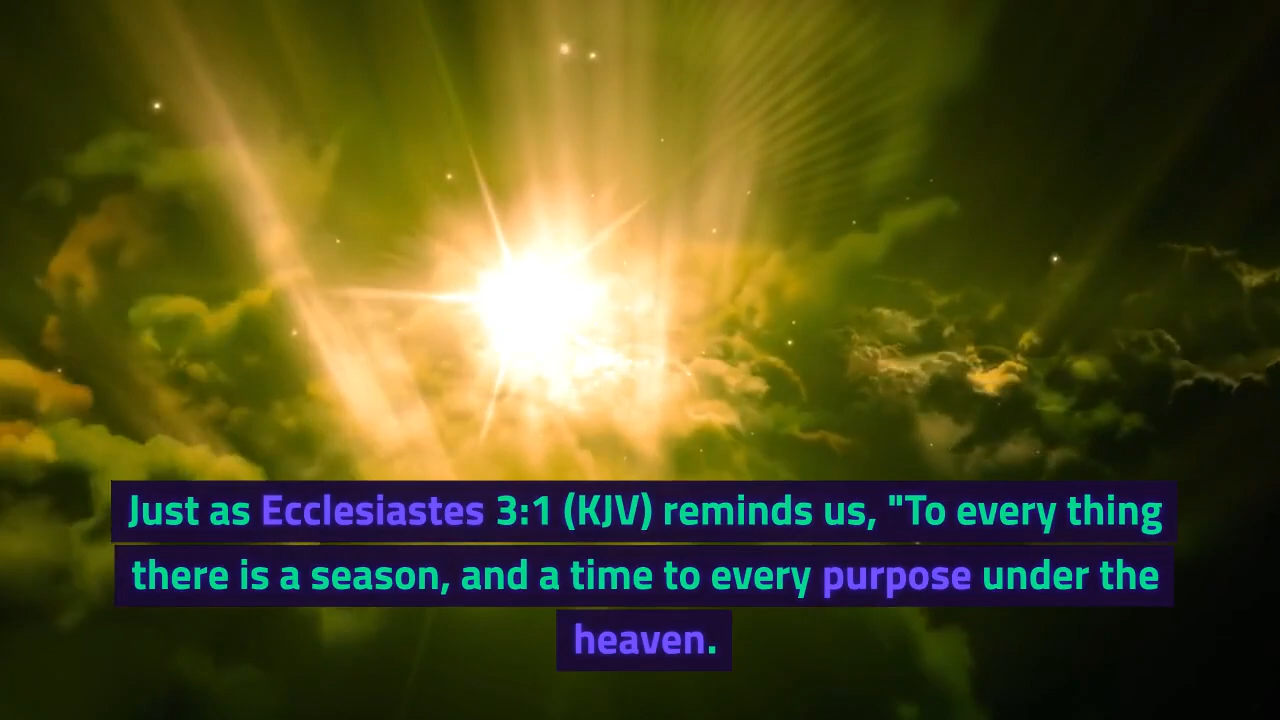 Just as Ecclesiastes 3:1 (KJV) reminds us, "To every thing
there is a season, and a time to every purpose under the
heaven.